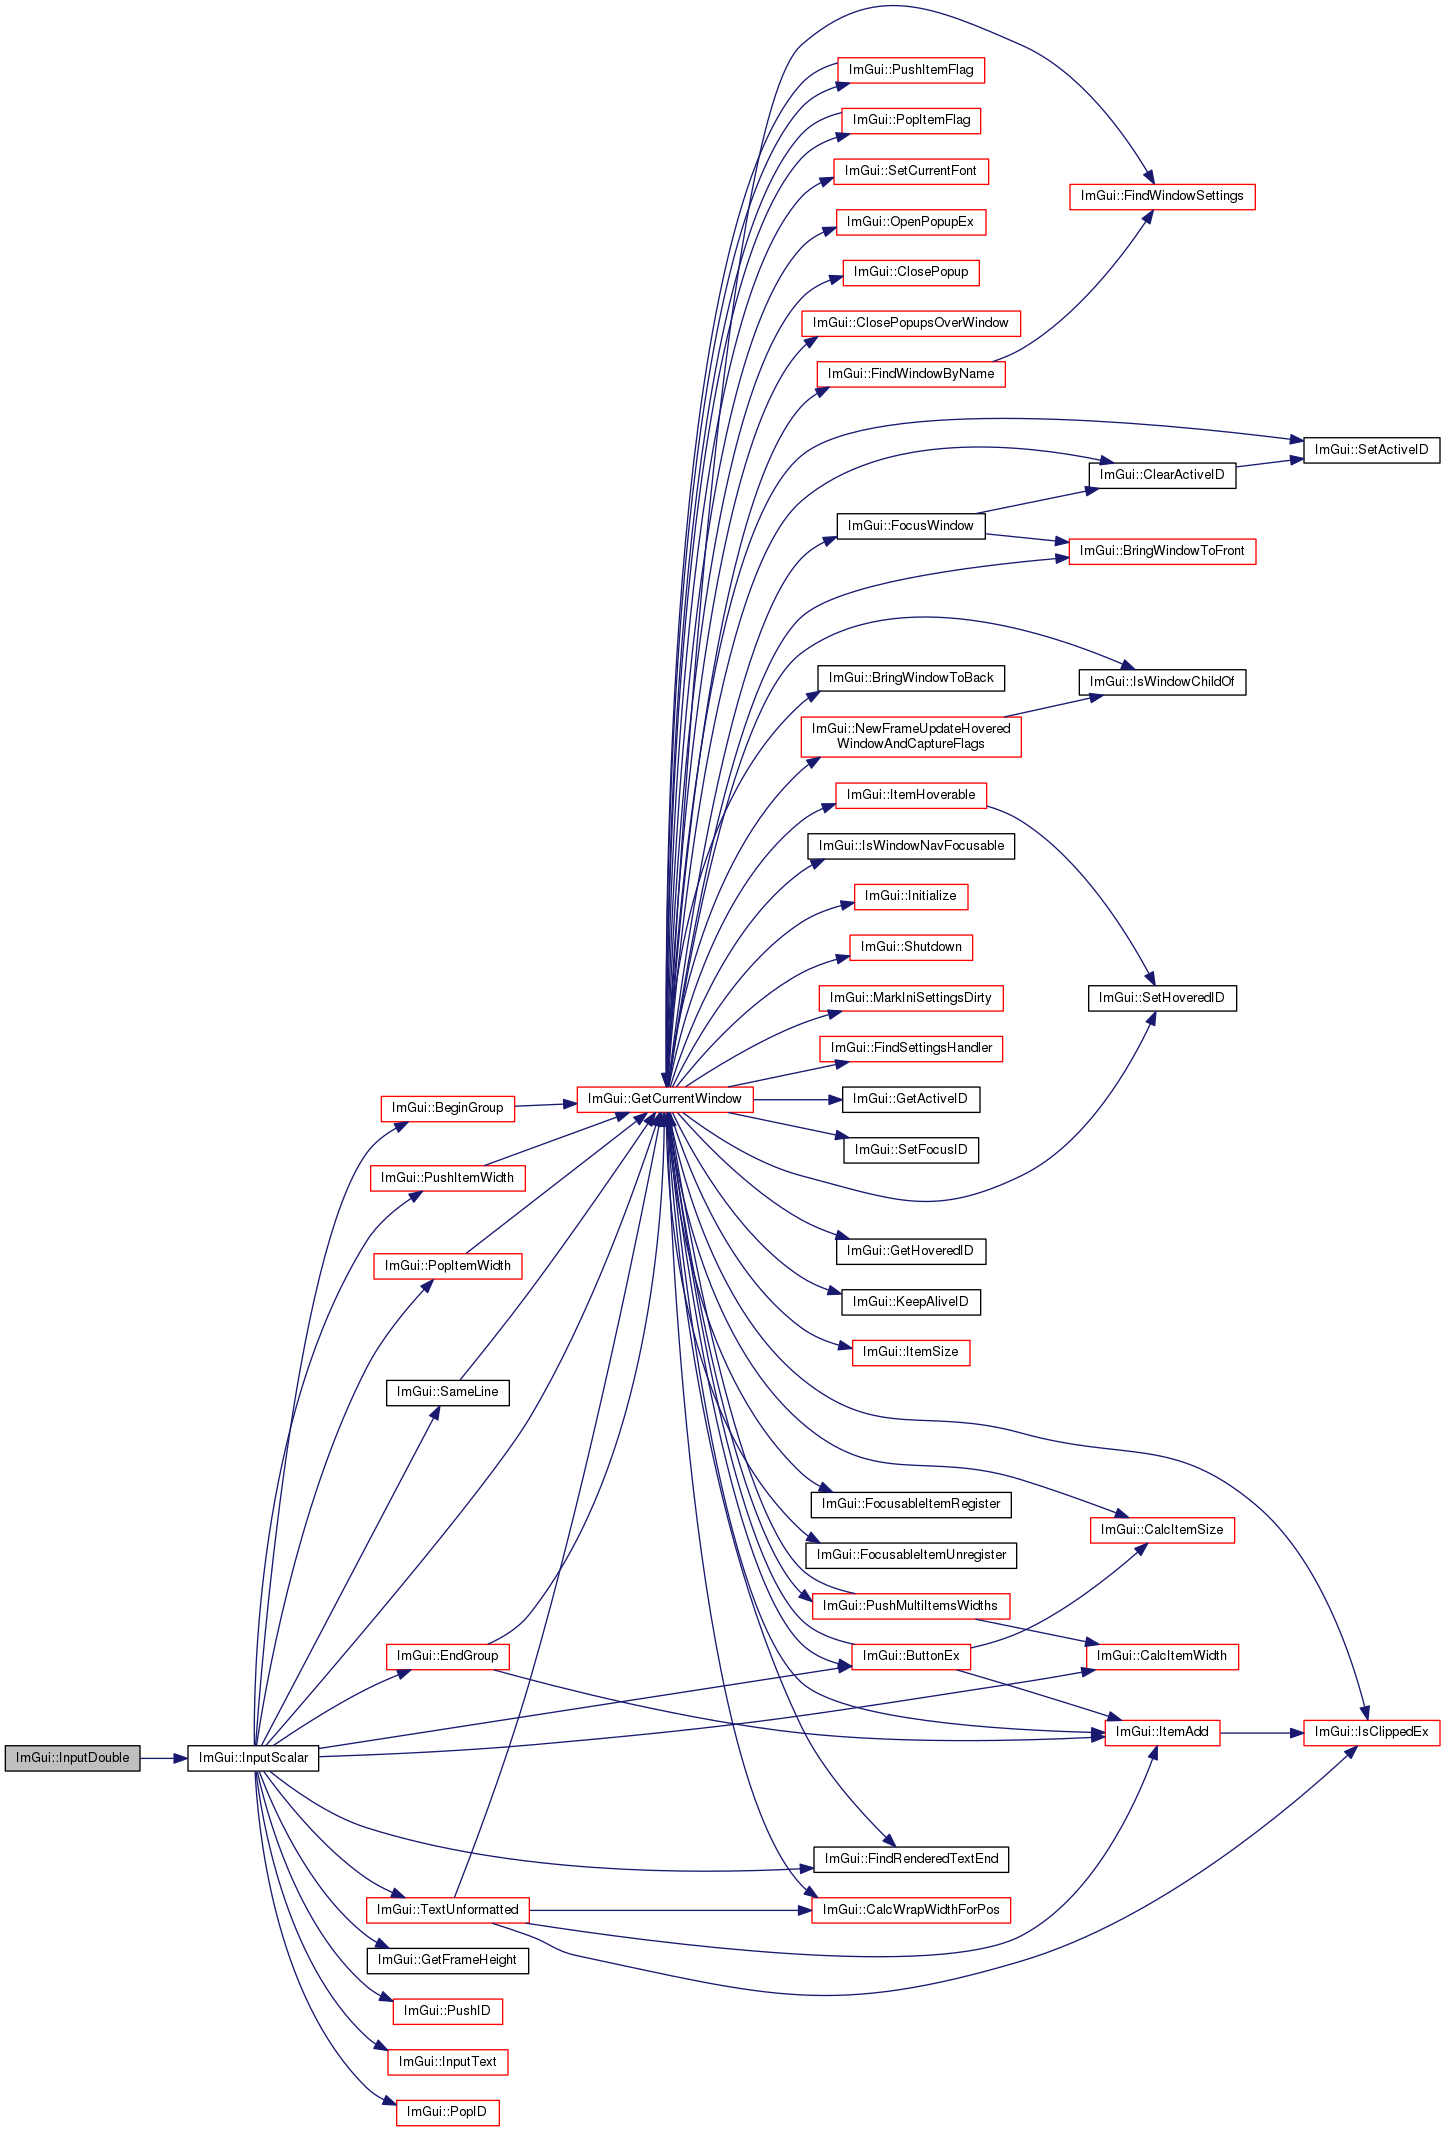 ImGui::PushItemFlag
ImGui::PopItemFlag
ImGui::SetCurrentFont
ImGui::FindWindowSettings
ImGui::OpenPopupEx
ImGui::ClosePopup
ImGui::ClosePopupsOverWindow
ImGui::FindWindowByName
ImGui::SetActiveID
ImGui::ClearActiveID
ImGui::FocusWindow
ImGui::BringWindowToFront
ImGui::BringWindowToBack
ImGui::IsWindowChildOf
ImGui::NewFrameUpdateHovered
WindowAndCaptureFlags
ImGui::ItemHoverable
ImGui::IsWindowNavFocusable
ImGui::Initialize
ImGui::Shutdown
ImGui::MarkIniSettingsDirty
ImGui::SetHoveredID
ImGui::FindSettingsHandler
ImGui::GetCurrentWindow
ImGui::GetActiveID
ImGui::BeginGroup
ImGui::SetFocusID
ImGui::PushItemWidth
ImGui::GetHoveredID
ImGui::PopItemWidth
ImGui::KeepAliveID
ImGui::ItemSize
ImGui::SameLine
ImGui::FocusableItemRegister
ImGui::CalcItemSize
ImGui::FocusableItemUnregister
ImGui::PushMultiItemsWidths
ImGui::EndGroup
ImGui::ButtonEx
ImGui::CalcItemWidth
ImGui::ItemAdd
ImGui::IsClippedEx
ImGui::InputDouble
ImGui::InputScalar
ImGui::FindRenderedTextEnd
ImGui::TextUnformatted
ImGui::CalcWrapWidthForPos
ImGui::GetFrameHeight
ImGui::PushID
ImGui::InputText
ImGui::PopID